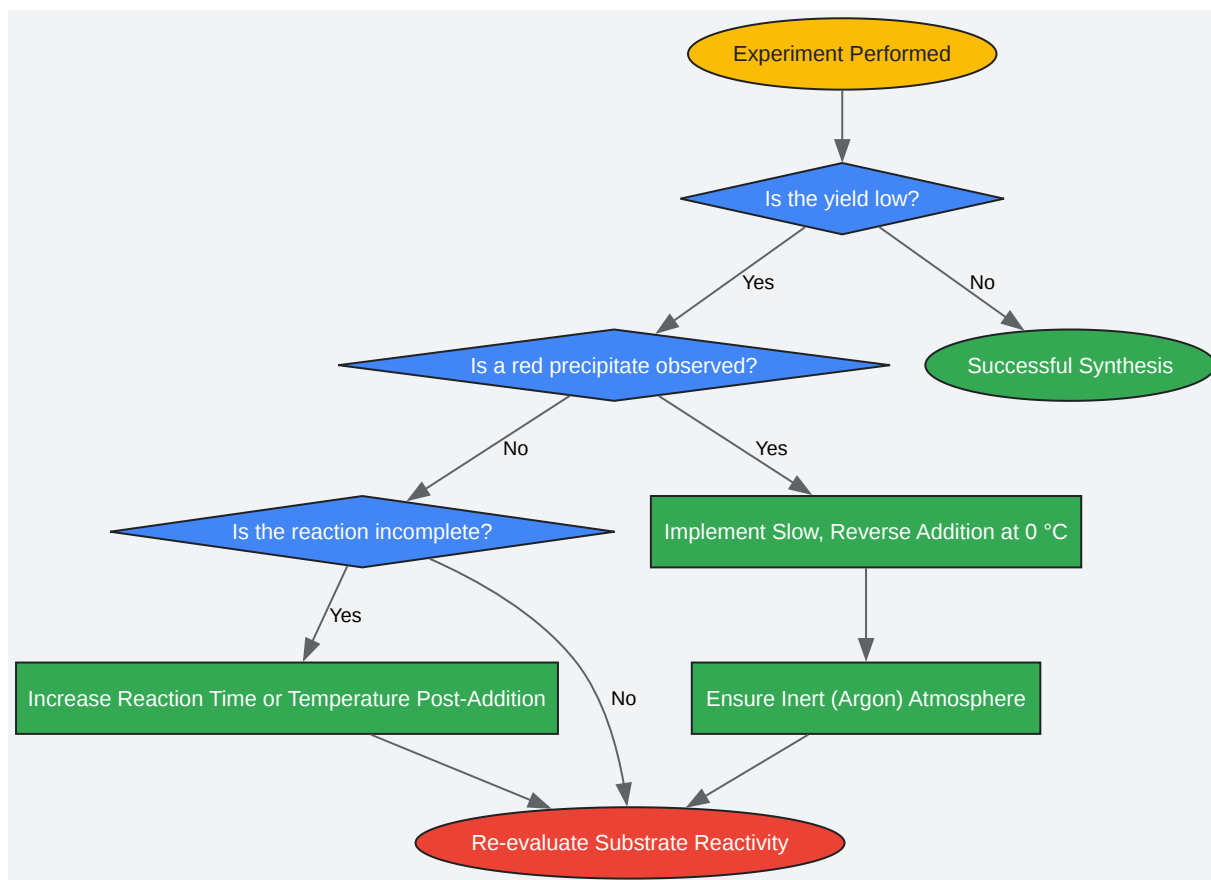 Experiment Performed
Is the yield low?
Yes
No
Is a red precipitate observed?
Successful Synthesis
No
Yes
Is the reaction incomplete?
Implement Slow, Reverse Addition at 0 °C
Yes
Increase Reaction Time or Temperature Post-Addition
No
Ensure Inert (Argon) Atmosphere
Re-evaluate Substrate Reactivity